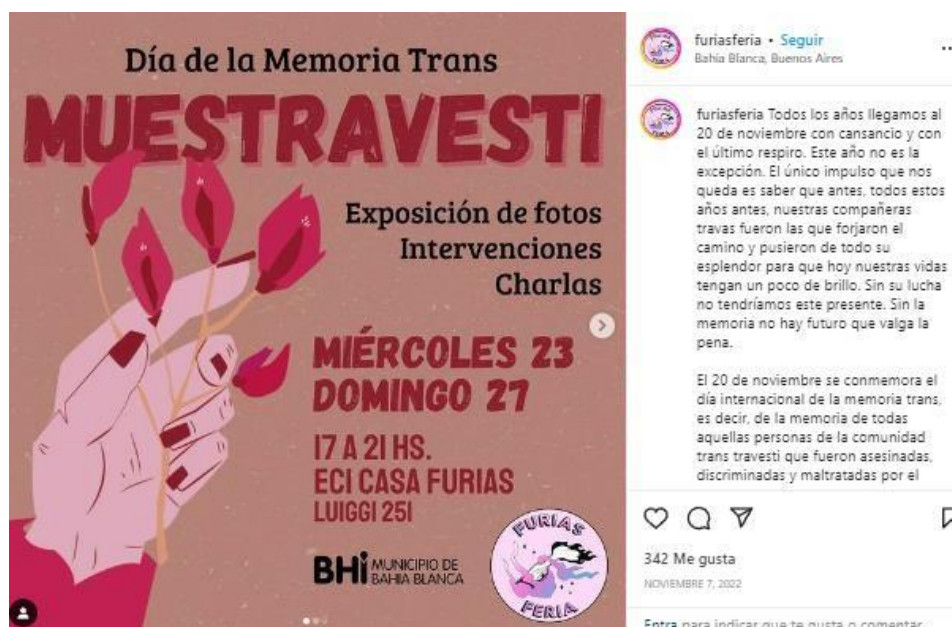 Día de la Memoria Trans
MUESTRAVESTI
Exposición de fotos
Intervenciones
Charlas
MIÉRCOLES 23
DOMINGO 27
17 A 21 HS.
ECI CASA FURIAS
LUIGGI 251
BHi MUNICIPIO DE
BAHIA BLANCA
FURIAS
FERIA
furiasferia • Seguir
Bahía Blanca, Buenos Aires
furiasferia Todos los años llegamos al
20 de noviembre con cansancio y con
el último respiro. Este año no es la
excepción. El único impulso que nos
queda es saber que antes, todos estos
años antes, nuestras compañeras
travas fueron las que forjaron el
camino y pusieron de todo su
esplendor para que hoy nuestras vidas
tengan un poco de brillo. Sin su lucha
no tendríamos este presente. Sin la
memoria no hay futuro que valga la
pena.
El 20 de noviembre se conmemora el
día internacional de la memoria trans,
es decir, de la memoria de todas
aquellas personas de la comunidad
trans travesti que fueron asesinadas,
discriminadas y maltratadas por el
342 Me gusta
NOVIEMBRE 7, 2022
Entra para indicar que te gusta o comentar.